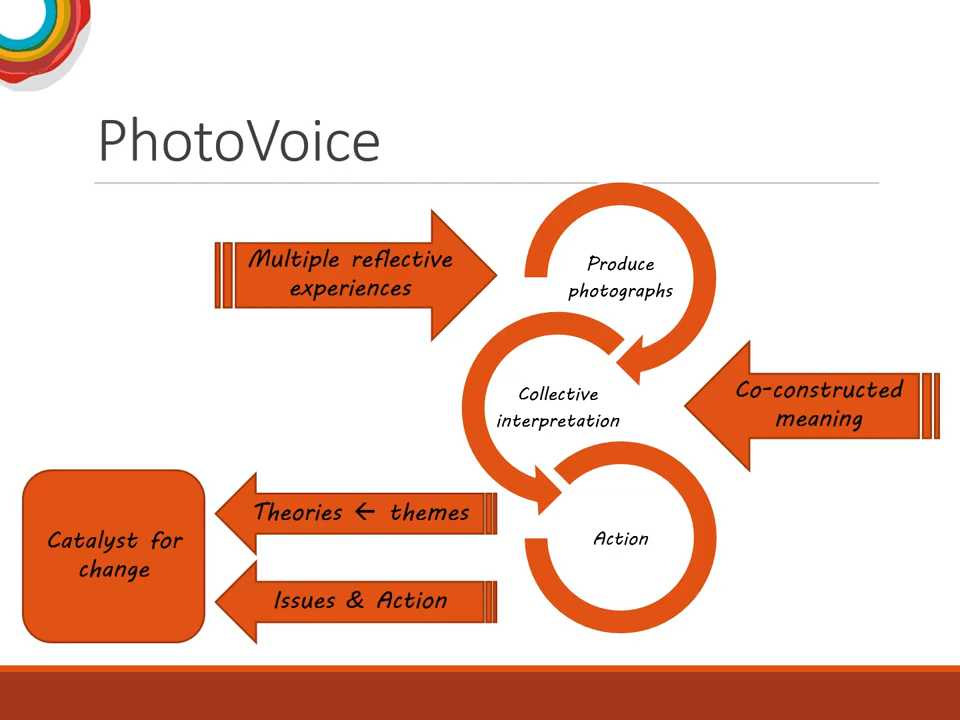 PhotoVoice
Multiple reflective
experiences
Produce
photographs
Collective
interpretation
Co-constructed
meaning
Theories ← themes
Action
Catalyst for
change
Issues & Action